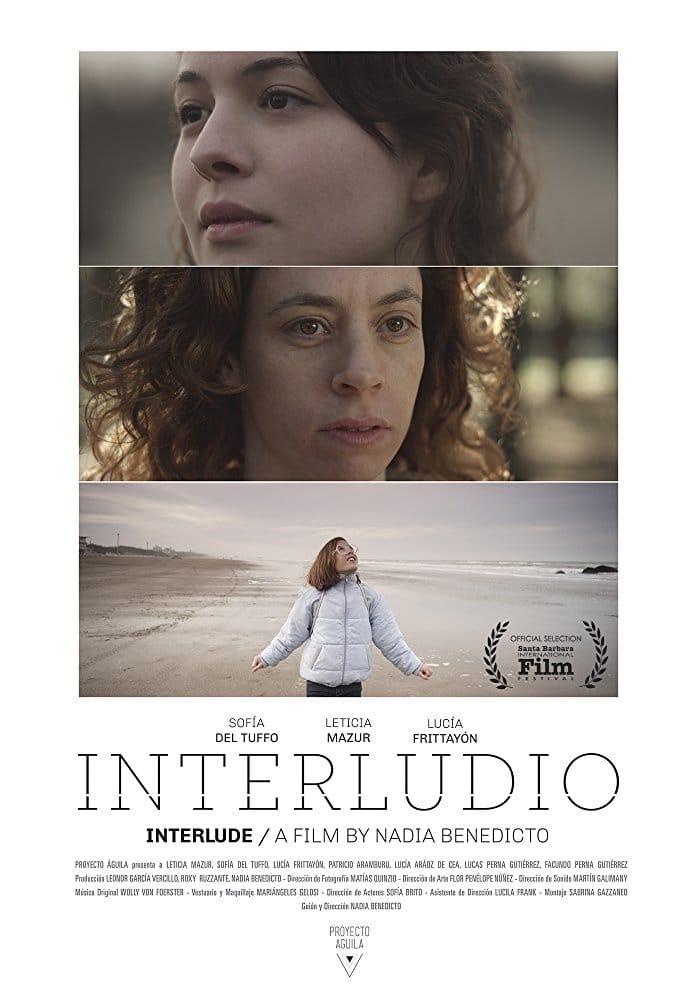 OFFICIAL SELECTION
Santa Barbara
INTERNATIONAL
Film
FESTIVAL
SOFÍA
DEL TUFFO
LETICIA
MAZUR
LUCÍA
FRITTAYÓN
INTERLUDIO
INTERLUDE / A FILM BY NADIA BENEDICTO
PROYECTO ÁGUILA presenta a LETICIA MAZUR, SOFÍA DEL TUFFO, LUCÍA FRITTAYÓN, PATRICIO ARAMBURU, LUCÍA ARÁOZ DE CEA, LUCAS PERNA GUTIÉRREZ, FACUNDO PERNA GUTIÉRREZ
Producción LEONOR GARCÍA VERCILLO, ROXY RUZZANTE, NADIA BENEDICTO - Dirección de Fotografía MATÍAS QUINZIO - Dirección de Arte FLOR PENÉLOPE NÚÑEZ - Dirección de Sonido MARTÍN GALIMANY
Música Original WOLLY VON FOERSTER - Vestuario y Maquillaje MARIÁNGELES GELOSI - Dirección de Actores SOFÍA BRITO - Asistente de Dirección LUCILA FRANK - Montaje SABRINA GAZZANEO
Guión y Dirección NADIA BENEDICTO
PROYECTO
AGUILA